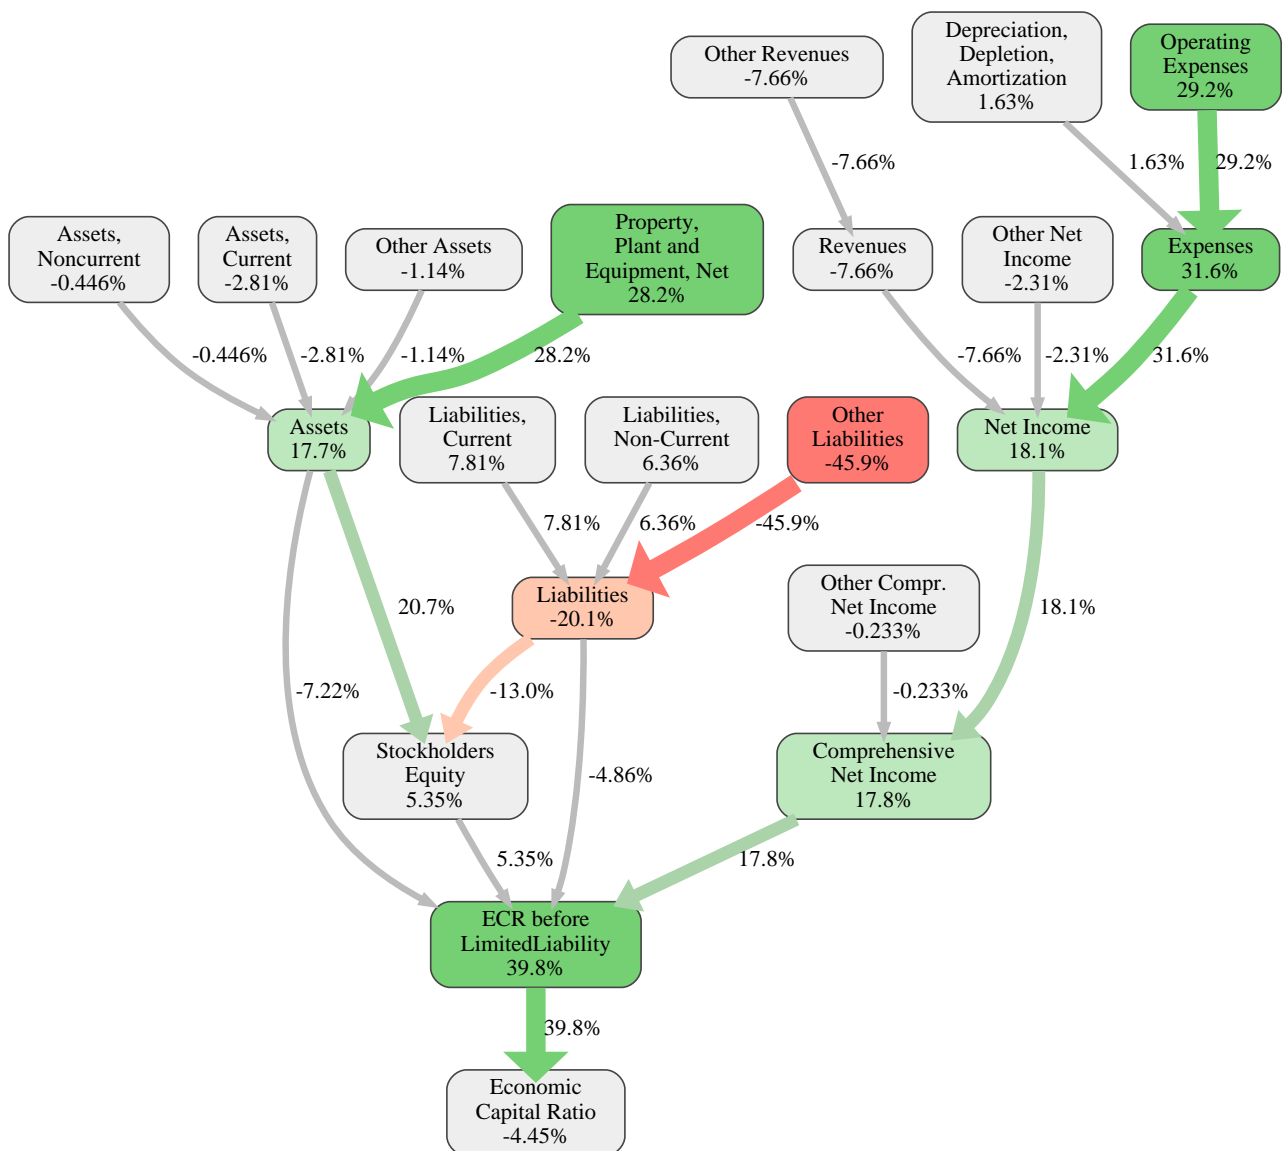 Other Revenues
-7.66%
Depreciation,
Depletion,
Amortization
1.63%
Operating
Expenses
29.2%
-7.66%
1.63%
29.2%
Assets,
Noncurrent
-0.446%
Assets,
Current
-2.81%
Other Assets
-1.14%
Property,
Plant and
Equipment, Net
28.2%
Revenues
-7.66%
Other Net
Income
-2.31%
Expenses
31.6%
-0.446%
-2.81%
-1.14%
28.2%
-7.66%
-2.31%
31.6%
Assets
17.7%
Liabilities,
Current
7.81%
Liabilities,
Non-Current
6.36%
Other
Liabilities
-45.9%
Net Income
18.1%
7.81%
6.36%
-45.9%
Liabilities
-20.1%
Other Compr.
Net Income
-0.233%
20.7%
18.1%
-7.22%
-13.0%
-0.233%
Stockholders
Equity
5.35%
-4.86%
Comprehensive
Net Income
17.8%
5.35%
17.8%
ECR before
LimitedLiability
39.8%
39.8%
Economic
Capital Ratio
-4.45%